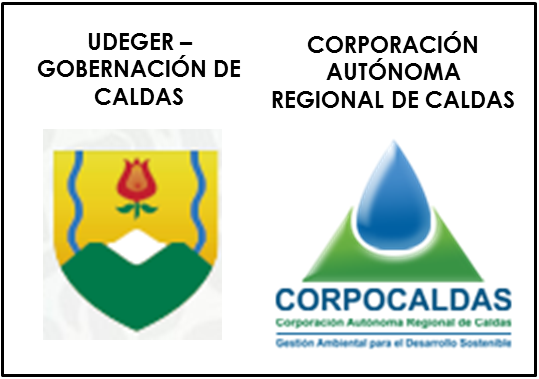 UDEGER –
GOBERNACIÓN DE
CALDAS
CORPORACIÓN
AUTÓNOMA
REGIONAL DE CALDAS
CORPOCALDAS
Corporación Autónoma Regional de Caldas
Gestión Ambiental para el Desarrollo Sostenible